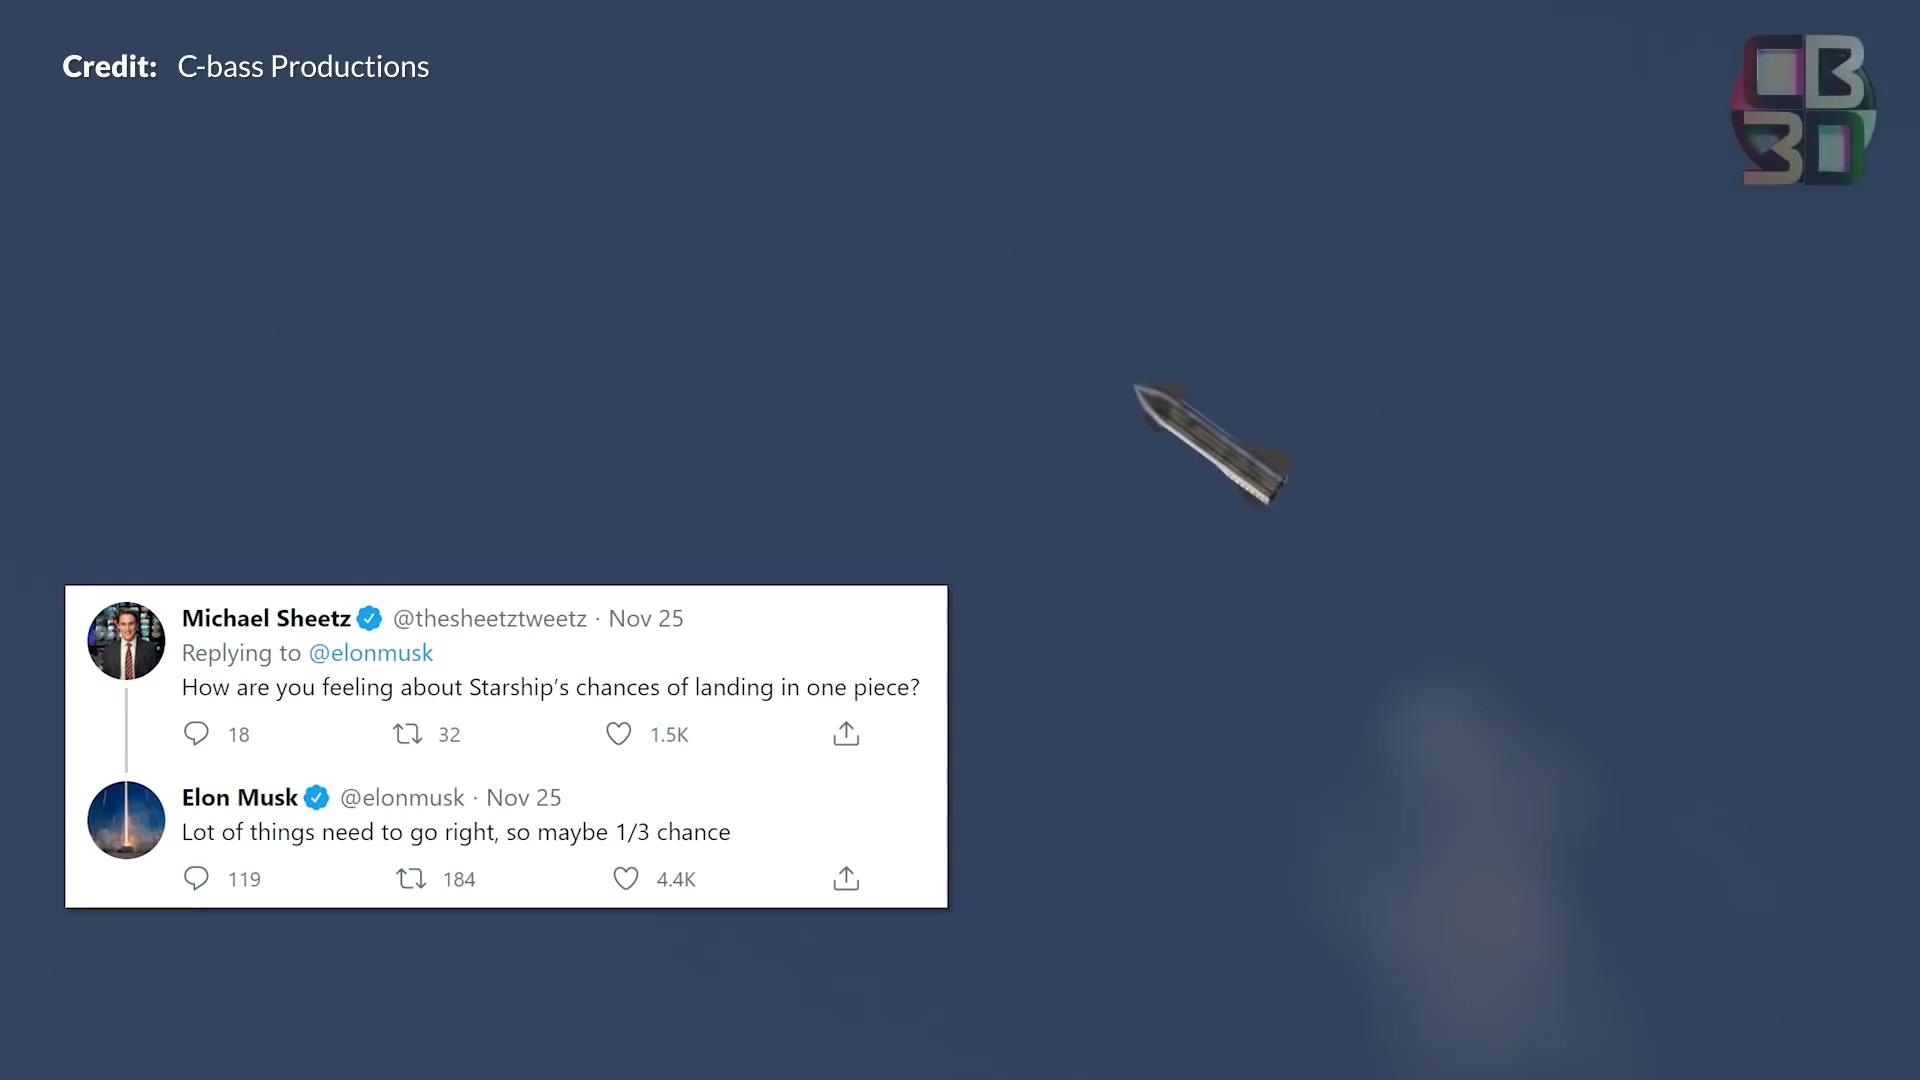 Credit: C-bass Productions
CB
3D
Michael Sheetz @thesheetztweetz · Nov 25
Replying to @elonmusk
How are you feeling about Starship's chances of landing in one piece?
18 32 1.5K
Elon Musk @elonmusk · Nov 25
Lot of things need to go right, so maybe 1/3 chance
119 184 4.4K